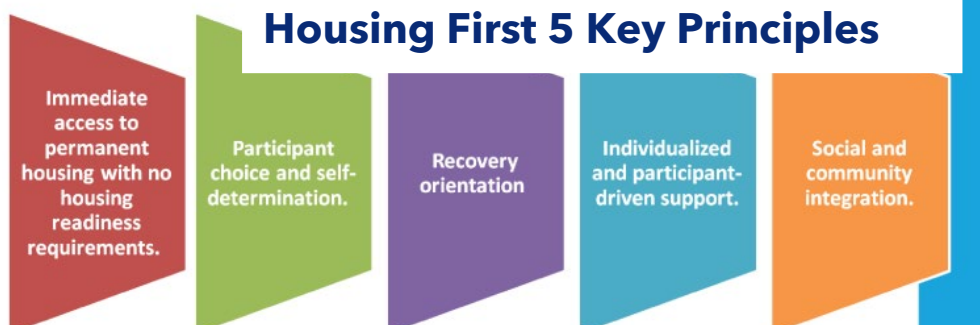 Housing First 5 Key Principles
Immediate
access to
permanent
housing with no
housing
readiness
requirements.
Participant
choice and self-
determination.
Recovery
orientation
Individualized
and participant-
driven support.
Social and
community
integration.